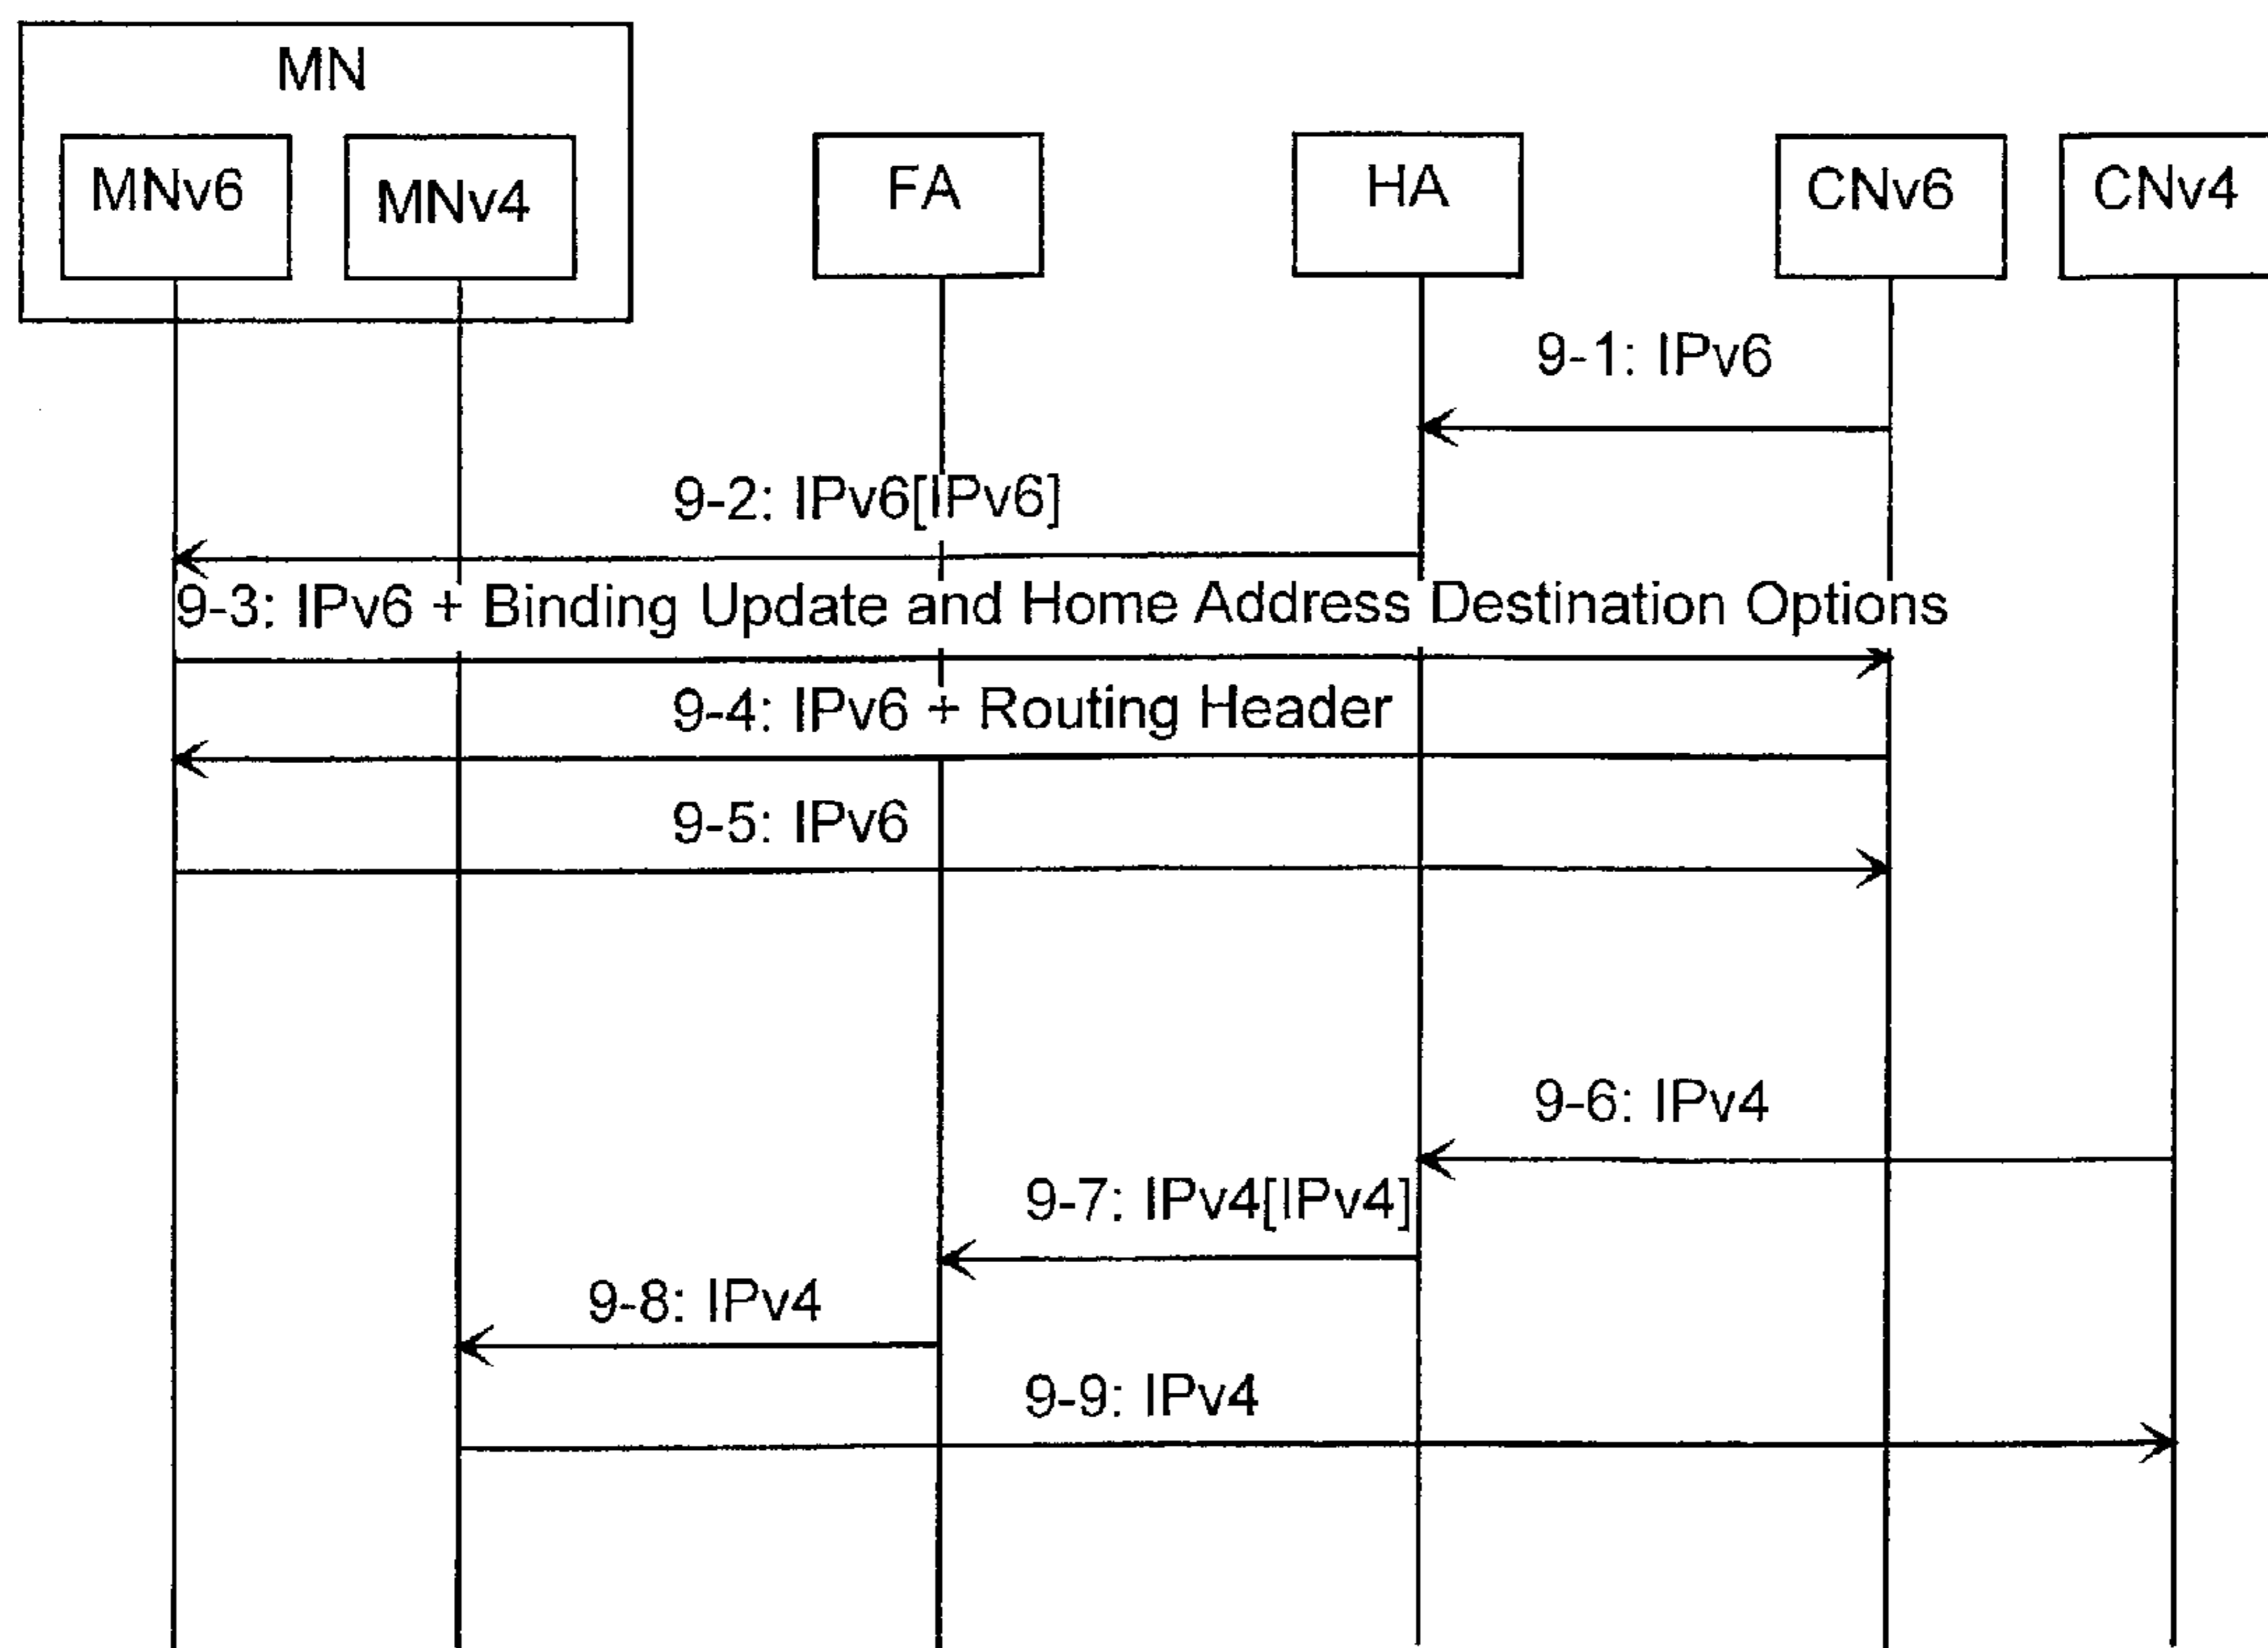 MN
MNv6
MNv4
FA
HA
CNv6
CNv4
9-1: IPv6
9-2: IPv6[IPv6]
9-3: IPv6 + Binding Update and Home Address Destination Options
9-4: IPv6 + Routing Header
9-5: IPv6
9-6: IPv4
9-7: IPv4[IPv4]
9-8: IPv4
9-9: IPv4